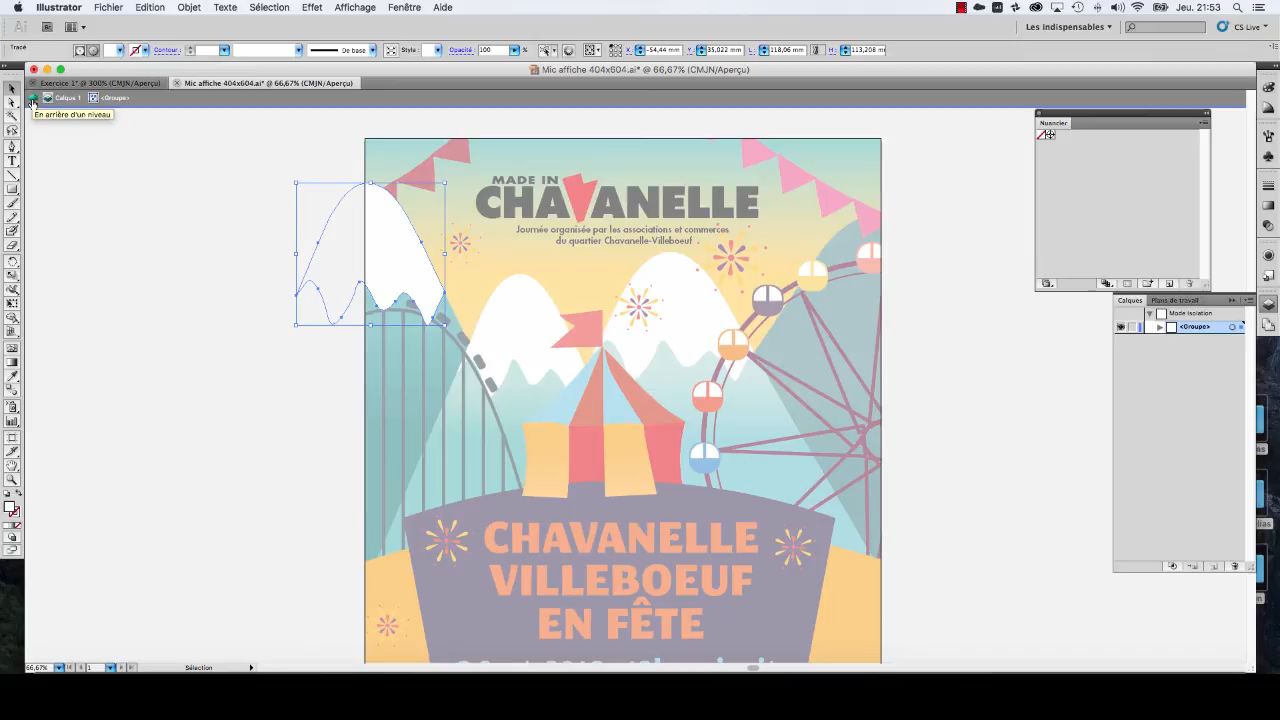 Illustrator Fichier Edition Objet Texte Sélection Effet Affichage Fenêtre Aide Jeu. 21:53
Les Indispensables CS Live
Tracé Contour : De base Style : Opacité : 100 % X : -54,44 mm Y : 35,022 mm L : 118,06 mm H : 113,208 mm
Mic affiche 404x604.ai* @ 66,67% (CMJN/Aperçu)
Exercice 1* @ 300% (CMJN/Aperçu) Mic affiche 404x604.ai* @ 66,67% (CMJN/Aperçu)
Calque 1 <Groupe>
En arrière d'un niveau
Nuancier
MADE IN
CHAVANELLE
Journée organisée par les associations et commerces
du quartier Chavanelle-Villeboeuf
Calques Plans de travail
Mode Isolation
<Groupe>
CHAVANELLE
VILLEBOEUF
EN FÊTE
66,67% 1 Sélection